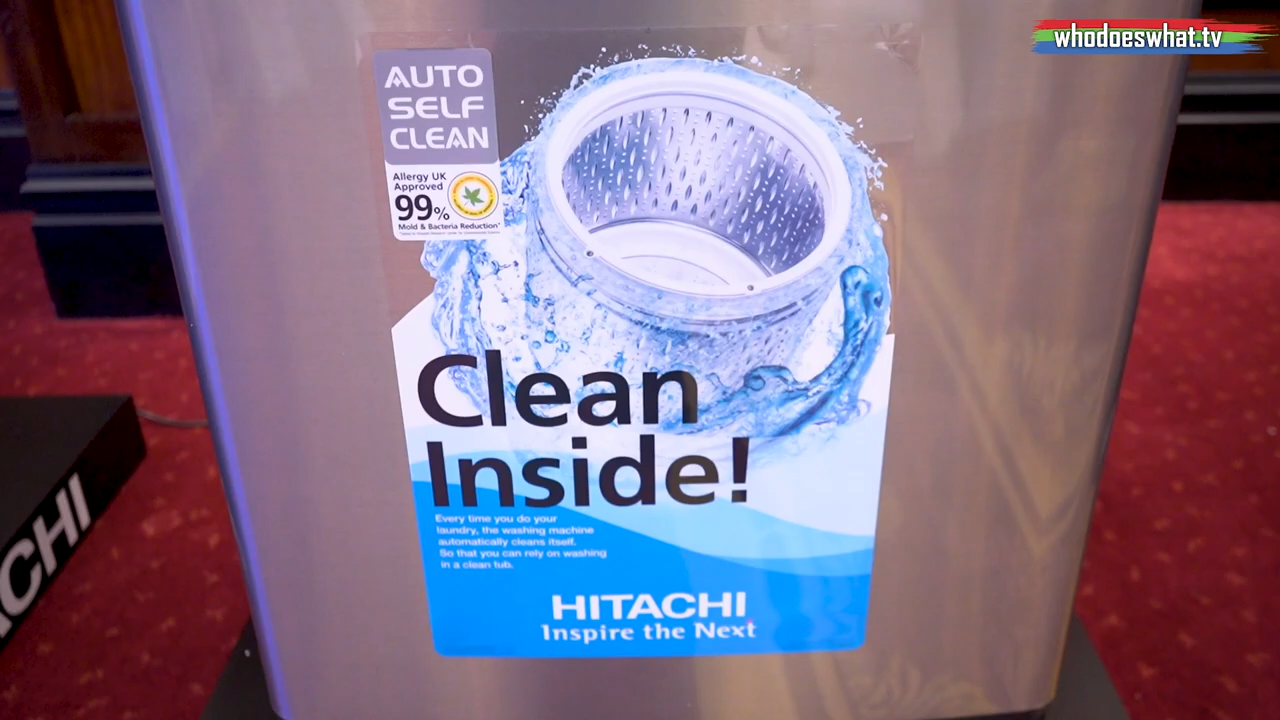 whodoeswhat.tv
AUTO
SELF
CLEAN
Allergy UK
Approved
99%
Mold & Bacteria Reduction*
Clean
Inside!
Every time you do your
laundry, the washing machine
automatically cleans itself.
So that you can rely on washing
in a clean tub.
HITACHI
Inspire the Next
ACHI